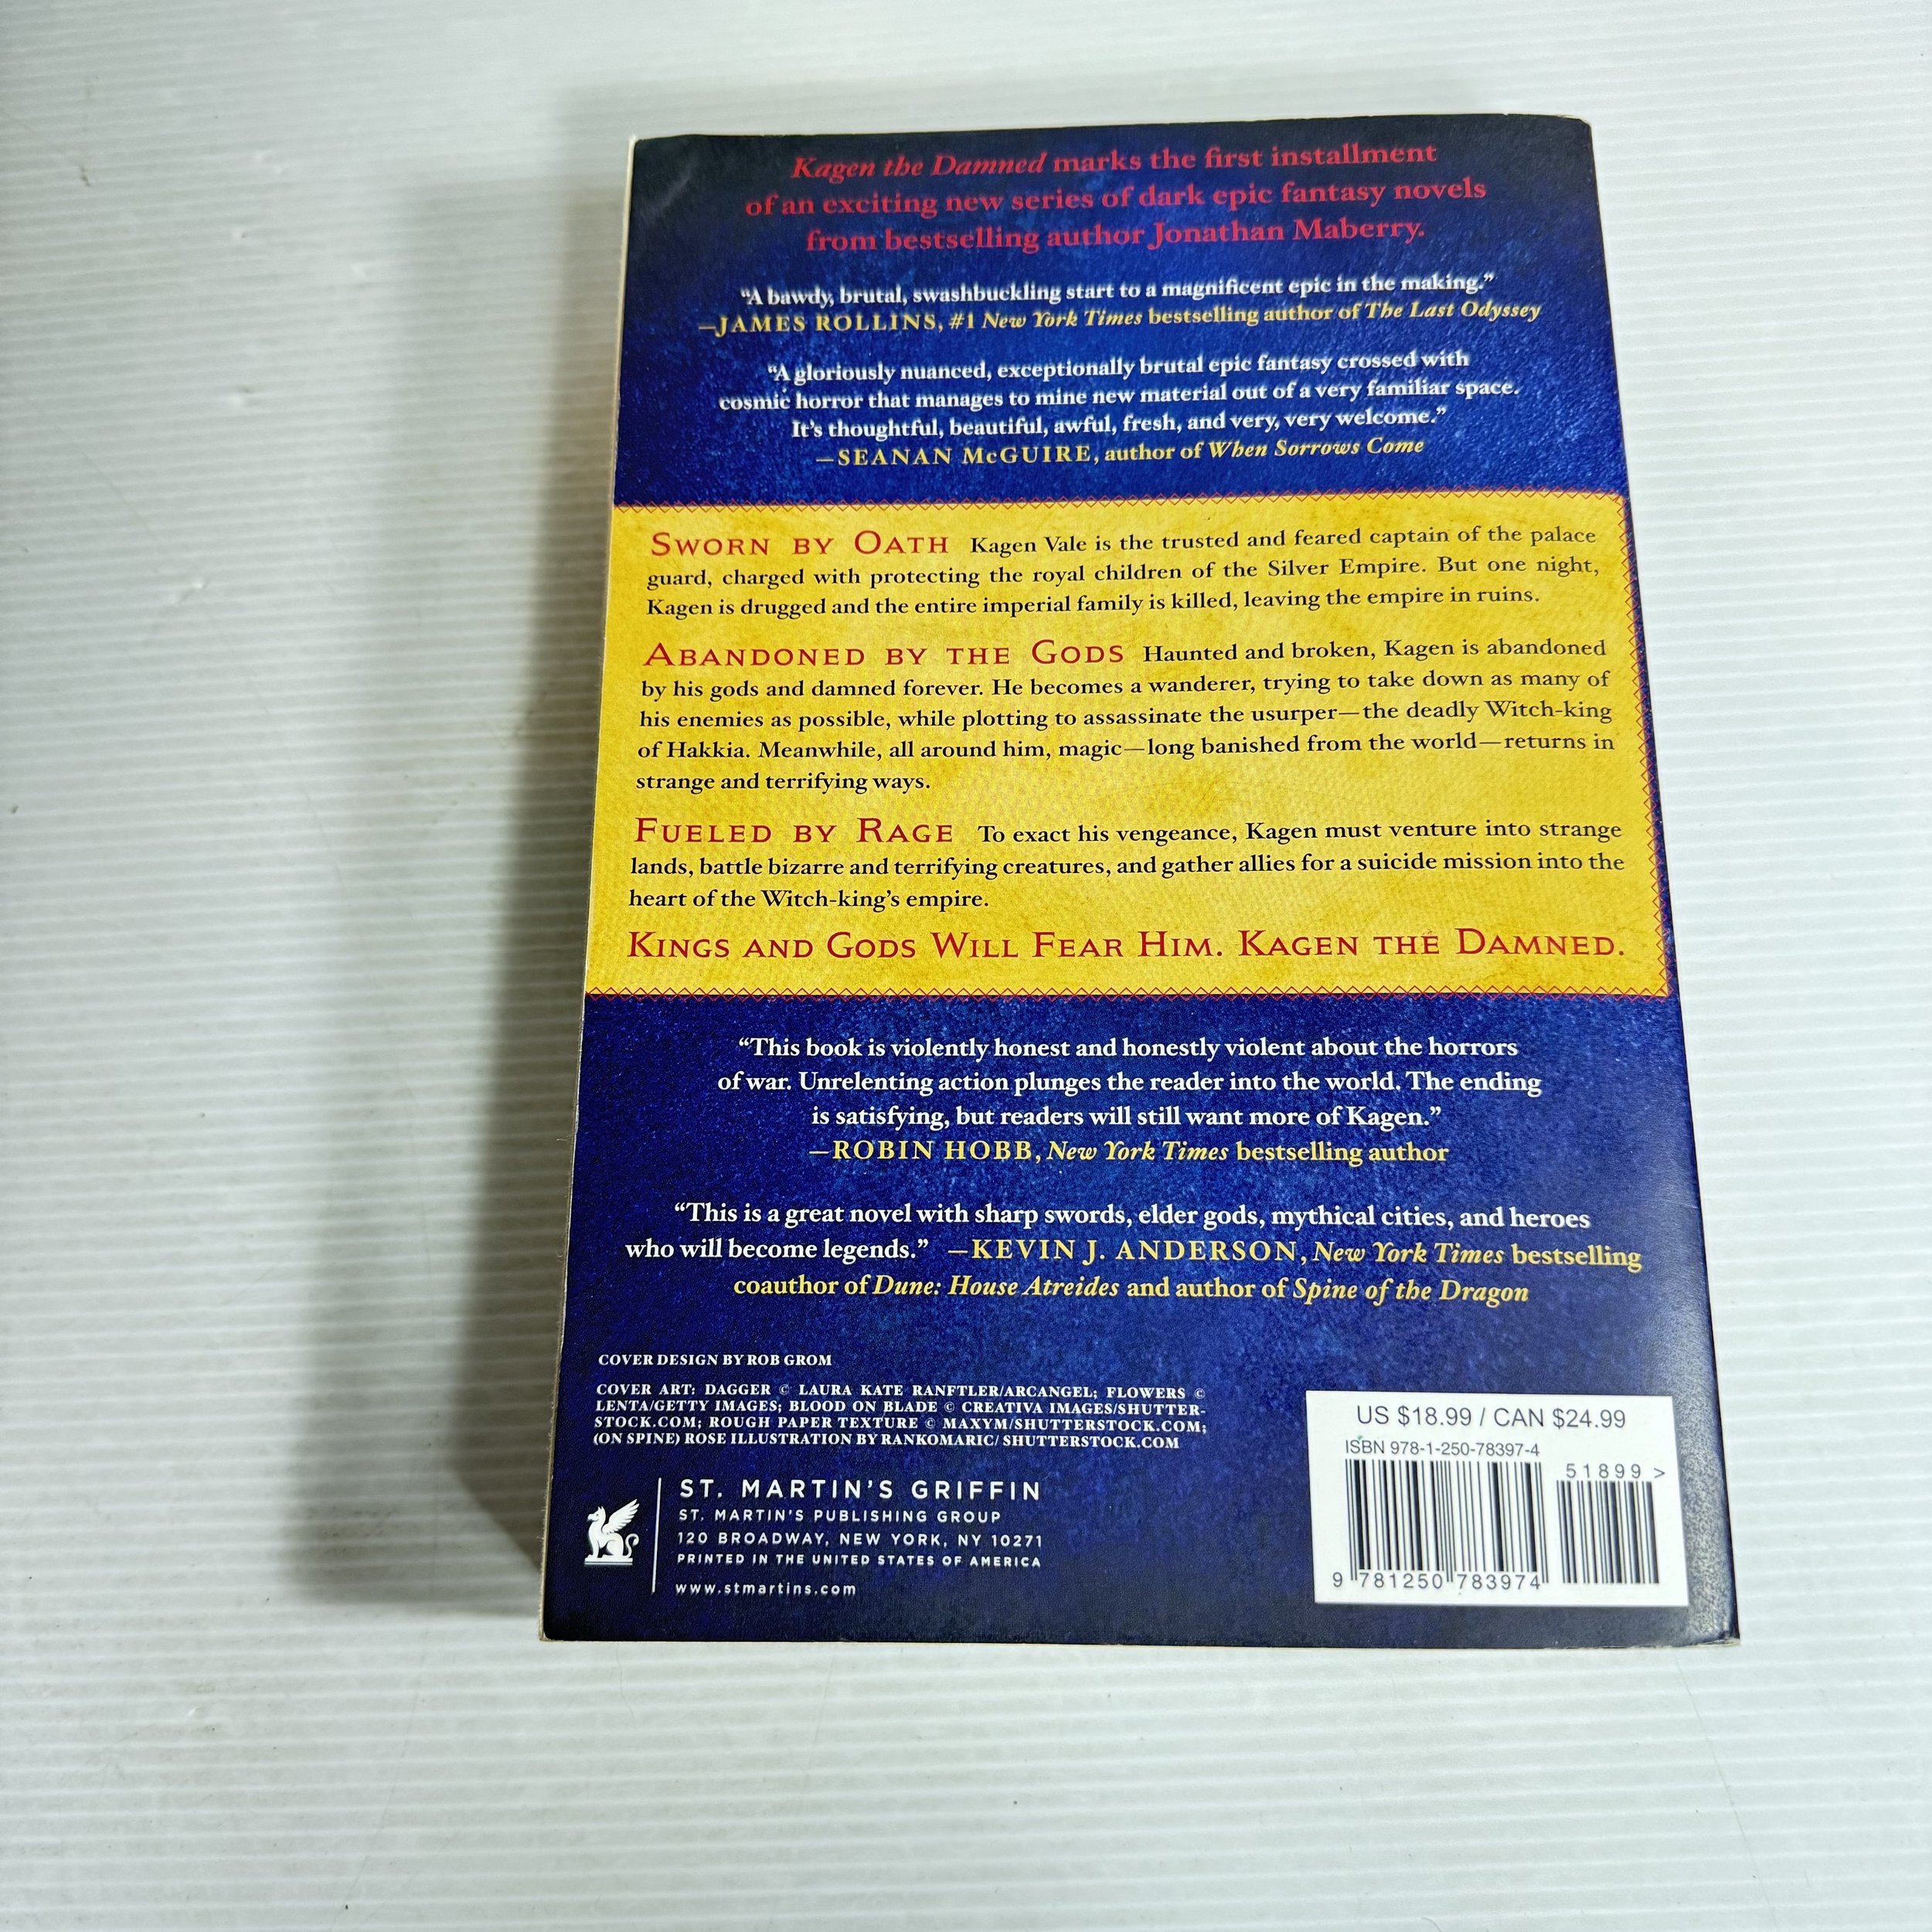 Kagen the Damned marks the first installment
of an exciting new series of dark epic fantasy novels
from bestselling author Jonathan Maberry.
“A bawdy, brutal, swashbuckling start to a magnificent epic in the making.”
—JAMES ROLLINS, #1 New York Times bestselling author of The Last Odyssey
“A gloriously nuanced, exceptionally brutal epic fantasy crossed with
cosmic horror that manages to mine new material out of a very familiar space.
It’s thoughtful, beautiful, awful, fresh, and very, very welcome.”
—SEANAN McGUIRE, author of When Sorrows Come
SWORN BY OATH Kagen Vale is the trusted and feared captain of the palace
guard, charged with protecting the royal children of the Silver Empire. But one night,
Kagen is drugged and the entire imperial family is killed, leaving the empire in ruins.
ABANDONED BY THE GODS Haunted and broken, Kagen is abandoned
by his gods and damned forever. He becomes a wanderer, trying to take down as many of
his enemies as possible, while plotting to assassinate the usurper—the deadly Witch-king
of Hakkia. Meanwhile, all around him, magic—long banished from the world—returns in
strange and terrifying ways.
FUELED BY RAGE To exact his vengeance, Kagen must venture into strange
lands, battle bizarre and terrifying creatures, and gather allies for a suicide mission into the
heart of the Witch-king’s empire.
KINGS AND GODS WILL FEAR HIM. KAGEN THE DAMNED.
“This book is violently honest and honestly violent about the horrors
of war. Unrelenting action plunges the reader into the world. The ending
is satisfying, but readers will still want more of Kagen.”
—ROBIN HOBB, New York Times bestselling author
“This is a great novel with sharp swords, elder gods, mythical cities, and heroes
who will become legends.” —KEVIN J. ANDERSON, New York Times bestselling
coauthor of Dune: House Atreides and author of Spine of the Dragon
COVER DESIGN BY ROB GROM
COVER ART: DAGGER © LAURA KATE RANFTLER/ARCANGEL; FLOWERS ©
LENTA/GETTY IMAGES; BLOOD ON BLADE © CREATIVA IMAGES/SHUTTER-
STOCK.COM; ROUGH PAPER TEXTURE © MAXYM/SHUTTERSTOCK.COM;
(ON SPINE) ROSE ILLUSTRATION BY RANKOMARIC/ SHUTTERSTOCK.COM
ST. MARTIN’S GRIFFIN
ST. MARTIN’S PUBLISHING GROUP
120 BROADWAY, NEW YORK, NY 10271
PRINTED IN THE UNITED STATES OF AMERICA
www.stmartins.com
US $18.99 / CAN $24.99
ISBN 978-1-250-78397-4
51899 >
9 781250 783974